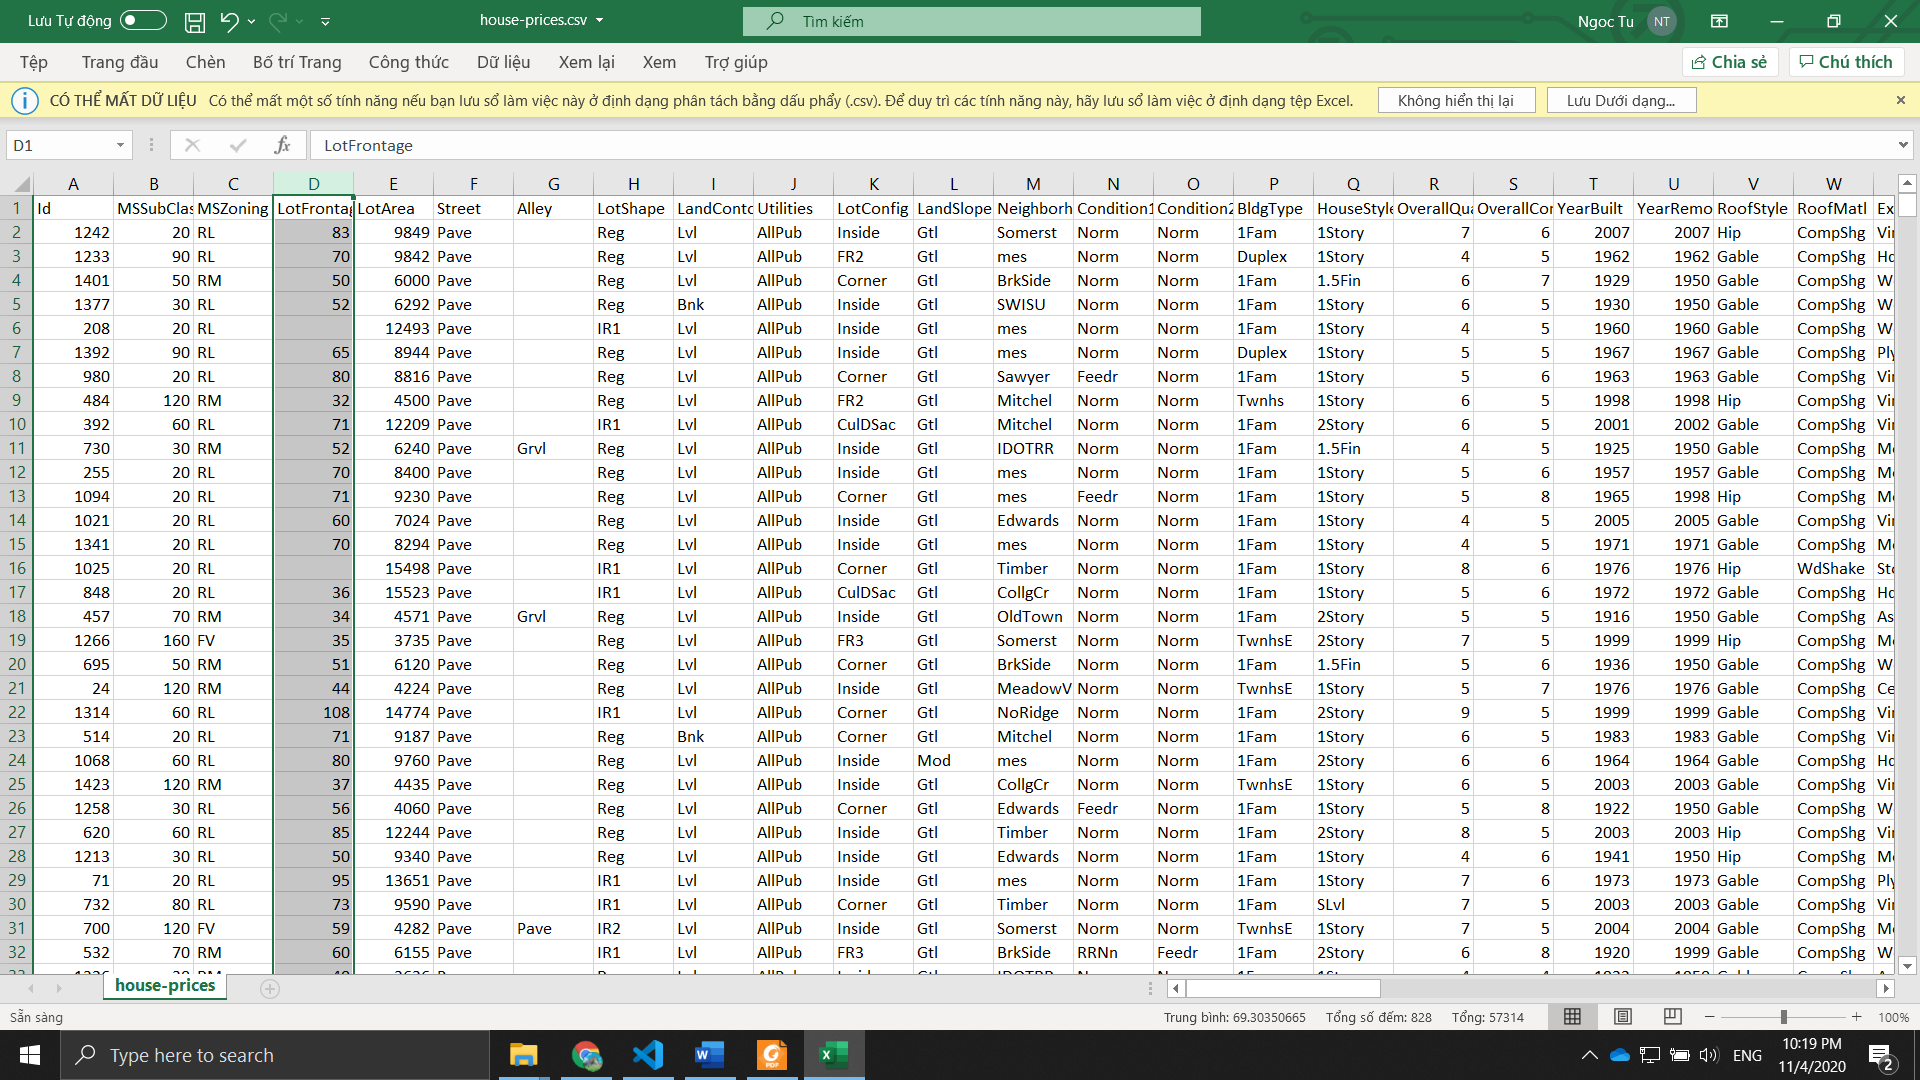 Lưu Tự động house-prices.csv Tìm kiếm Ngoc Tu NT
Tệp Trang đầu Chèn Bố trí Trang Công thức Dữ liệu Xem lại Xem Trợ giúp Chia sẻ Chú thích
CÓ THỂ MẤT DỮ LIỆU Có thể mất một số tính năng nếu bạn lưu sổ làm việc này ở định dạng phân tách bằng dấu phẩy (.csv). Để duy trì các tính năng này, hãy lưu sổ làm việc ở định dạng tệp Excel. Không hiển thị lại Lưu Dưới dạng...
D1 fx LotFrontage
A B C D E F G H I J K L M N O P Q R S T U V W
1 Id MSSubClas MSZoning LotFrontag LotArea Street Alley LotShape LandConto Utilities LotConfig LandSlope Neighborh Condition1 Condition2 BldgType HouseStyle OverallQua OverallCon YearBuilt YearRemo RoofStyle RoofMatl Ex
2 1242 20 RL 83 9849 Pave Reg Lvl AllPub Inside Gtl Somerst Norm Norm 1Fam 1Story 7 6 2007 2007 Hip CompShg Vin
3 1233 90 RL 70 9842 Pave Reg Lvl AllPub FR2 Gtl mes Norm Norm Duplex 1Story 4 5 1962 1962 Gable CompShg Hd
4 1401 50 RM 50 6000 Pave Reg Lvl AllPub Corner Gtl BrkSide Norm Norm 1Fam 1.5Fin 6 7 1929 1950 Gable CompShg W
5 1377 30 RL 52 6292 Pave Reg Bnk AllPub Inside Gtl SWISU Norm Norm 1Fam 1Story 6 5 1930 1950 Gable CompShg W
6 208 20 RL 12493 Pave IR1 Lvl AllPub Inside Gtl mes Norm Norm 1Fam 1Story 4 5 1960 1960 Gable CompShg W
7 1392 90 RL 65 8944 Pave Reg Lvl AllPub Inside Gtl mes Norm Norm Duplex 1Story 5 5 1967 1967 Gable CompShg Ply
8 980 20 RL 80 8816 Pave Reg Lvl AllPub Corner Gtl Sawyer Feedr Norm 1Fam 1Story 5 6 1963 1963 Gable CompShg Vin
9 484 120 RM 32 4500 Pave Reg Lvl AllPub FR2 Gtl Mitchel Norm Norm Twnhs 1Story 6 5 1998 1998 Hip CompShg Vin
10 392 60 RL 71 12209 Pave IR1 Lvl AllPub CulDSac Gtl Mitchel Norm Norm 1Fam 2Story 6 5 2001 2002 Gable CompShg Vin
11 730 30 RM 52 6240 Pave Grvl Reg Lvl AllPub Inside Gtl IDOTRR Norm Norm 1Fam 1.5Fin 4 5 1925 1950 Gable CompShg Me
12 255 20 RL 70 8400 Pave Reg Lvl AllPub Inside Gtl mes Norm Norm 1Fam 1Story 5 6 1957 1957 Gable CompShg Me
13 1094 20 RL 71 9230 Pave Reg Lvl AllPub Corner Gtl mes Feedr Norm 1Fam 1Story 5 8 1965 1998 Hip CompShg Me
14 1021 20 RL 60 7024 Pave Reg Lvl AllPub Inside Gtl Edwards Norm Norm 1Fam 1Story 4 5 2005 2005 Gable CompShg Vin
15 1341 20 RL 70 8294 Pave Reg Lvl AllPub Inside Gtl mes Norm Norm 1Fam 1Story 4 5 1971 1971 Gable CompShg Me
16 1025 20 RL 15498 Pave IR1 Lvl AllPub Corner Gtl Timber Norm Norm 1Fam 1Story 8 6 1976 1976 Hip WdShake Sto
17 848 20 RL 36 15523 Pave IR1 Lvl AllPub CulDSac Gtl CollgCr Norm Norm 1Fam 1Story 5 6 1972 1972 Gable CompShg Hd
18 457 70 RM 34 4571 Pave Grvl Reg Lvl AllPub Inside Gtl OldTown Norm Norm 1Fam 2Story 5 5 1916 1950 Gable CompShg As
19 1266 160 FV 35 3735 Pave Reg Lvl AllPub FR3 Gtl Somerst Norm Norm TwnhsE 2Story 7 5 1999 1999 Hip CompShg Me
20 695 50 RM 51 6120 Pave Reg Lvl AllPub Corner Gtl BrkSide Norm Norm 1Fam 1.5Fin 5 6 1936 1950 Gable CompShg W
21 24 120 RM 44 4224 Pave Reg Lvl AllPub Inside Gtl MeadowV Norm Norm TwnhsE 1Story 5 7 1976 1976 Gable CompShg Ce
22 1314 60 RL 108 14774 Pave IR1 Lvl AllPub Corner Gtl NoRidge Norm Norm 1Fam 2Story 9 5 1999 1999 Gable CompShg Vin
23 514 20 RL 71 9187 Pave Reg Bnk AllPub Corner Gtl Mitchel Norm Norm 1Fam 1Story 6 5 1983 1983 Gable CompShg Vin
24 1068 60 RL 80 9760 Pave Reg Lvl AllPub Inside Mod mes Norm Norm 1Fam 2Story 6 6 1964 1964 Gable CompShg Hd
25 1423 120 RM 37 4435 Pave Reg Lvl AllPub Inside Gtl CollgCr Norm Norm TwnhsE 1Story 6 5 2003 2003 Gable CompShg Vin
26 1258 30 RL 56 4060 Pave Reg Lvl AllPub Corner Gtl Edwards Feedr Norm 1Fam 1Story 5 8 1922 1950 Gable CompShg W
27 620 60 RL 85 12244 Pave Reg Lvl AllPub Inside Gtl Timber Norm Norm 1Fam 2Story 8 5 2003 2003 Hip CompShg Vin
28 1213 30 RL 50 9340 Pave Reg Lvl AllPub Inside Gtl Edwards Norm Norm 1Fam 1Story 4 6 1941 1950 Hip CompShg Me
29 71 20 RL 95 13651 Pave IR1 Lvl AllPub Inside Gtl mes Norm Norm 1Fam 1Story 7 6 1973 1973 Gable CompShg Ply
30 732 80 RL 73 9590 Pave IR1 Lvl AllPub Corner Gtl Timber Norm Norm 1Fam SLvl 7 5 2003 2003 Gable CompShg Vin
31 700 120 FV 59 4282 Pave Pave IR2 Lvl AllPub Inside Gtl Somerst Norm Norm TwnhsE 1Story 7 5 2004 2004 Gable CompShg Me
32 532 70 RM 60 6155 Pave IR1 Lvl AllPub FR3 Gtl BrkSide RRNn Feedr 1Fam 2Story 6 8 1920 1999 Gable CompShg W
house-prices
Sẵn sàng Trung bình: 69.30350665 Tổng số đếm: 828 Tổng: 57314 100%
Type here to search ENG 10:19 PM
11/4/2020 2